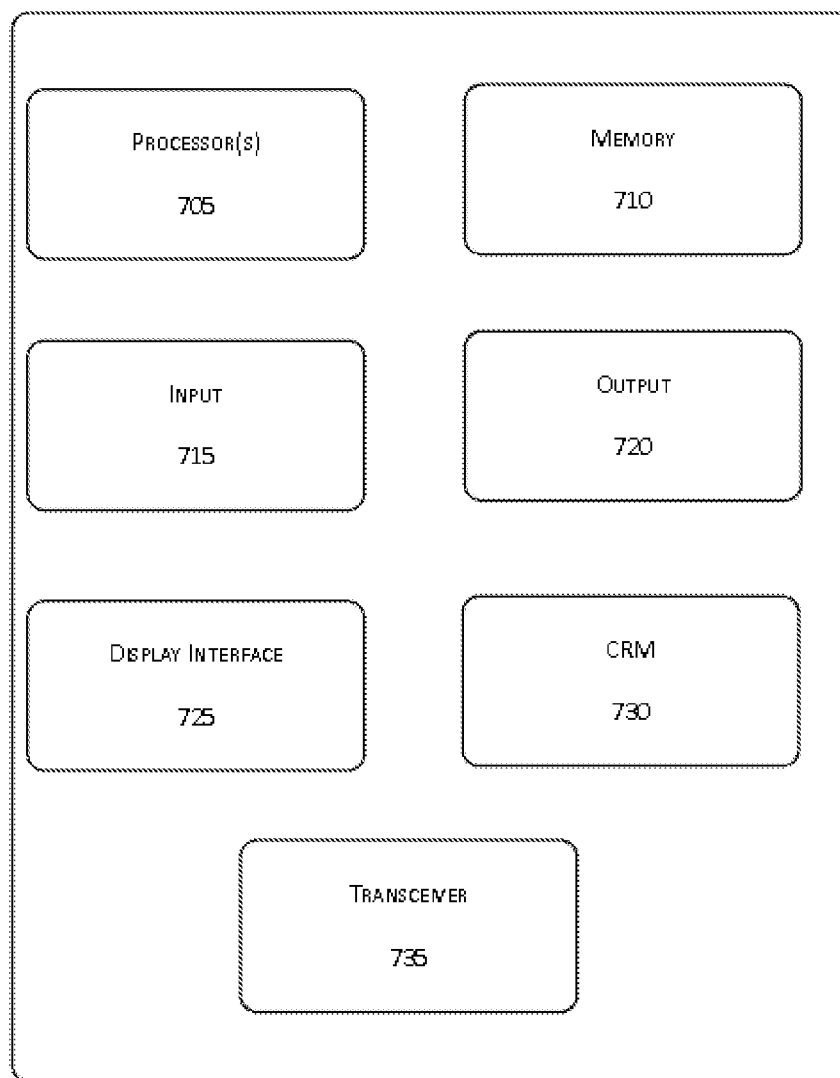 PROCESSOR(S)
705
MEMORY
710
INPUT
715
OUTPUT
720
DISPLAY INTERFACE
725
CRM
730
TRANSCEIVER
735